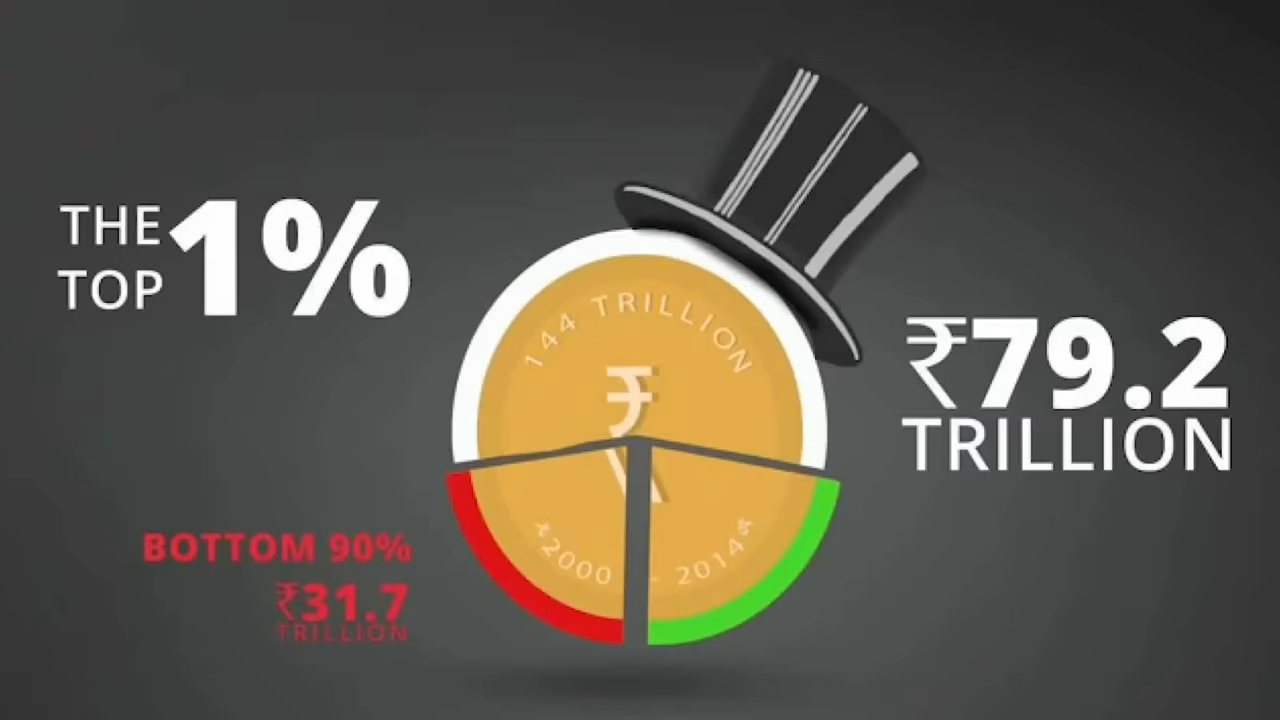 THE
TOP 1%
144 TRILLION
₹
₹79.2
TRILLION
2000 - 2014
BOTTOM 90%
₹31.7
TRILLION